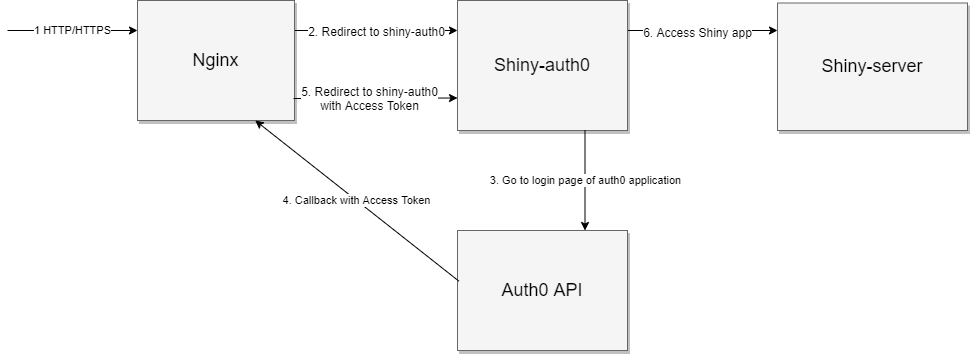 1 HTTP/HTTPS
Nginx
2. Redirect to shiny-auth0
Shiny-auth0
6. Access Shiny app
Shiny-server
5. Redirect to shiny-auth0
with Access Token
3. Go to login page of auth0 application
4. Callback with Access Token
Auth0 API